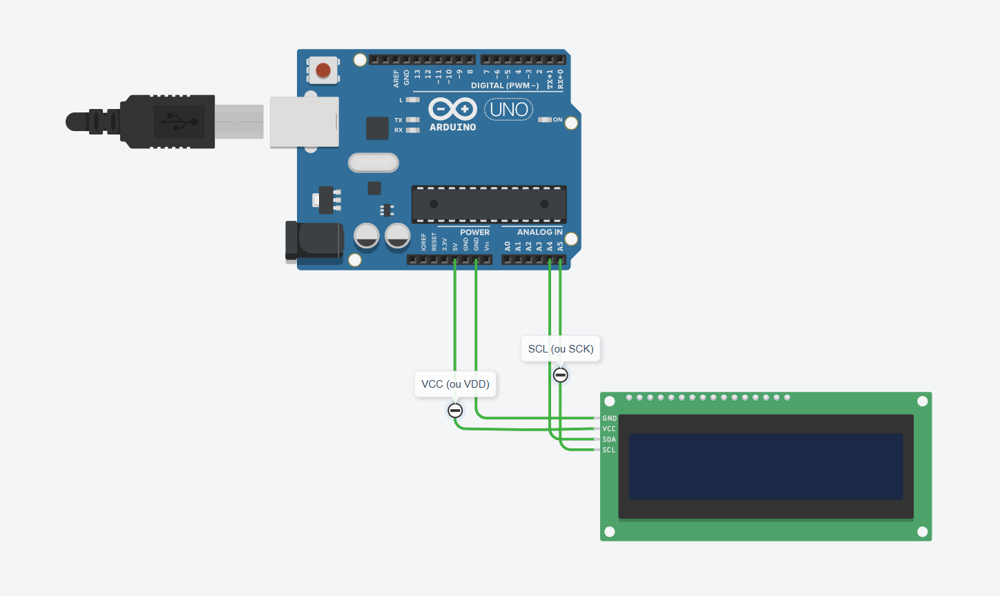 AREF
GND
13
12
~11
~10
~9
8
7
~6
~5
4
~3
2
TX→1
RX←0
DIGITAL (PWM~)
L
TX
RX
ARDUINO
UNO
ON
POWER
ANALOG IN
IOREF
RESET
3.3V
5V
GND
GND
Vin
A0
A1
A2
A3
A4
A5
SCL (ou SCK)
VCC (ou VDD)
GND
VCC
SDA
SCL